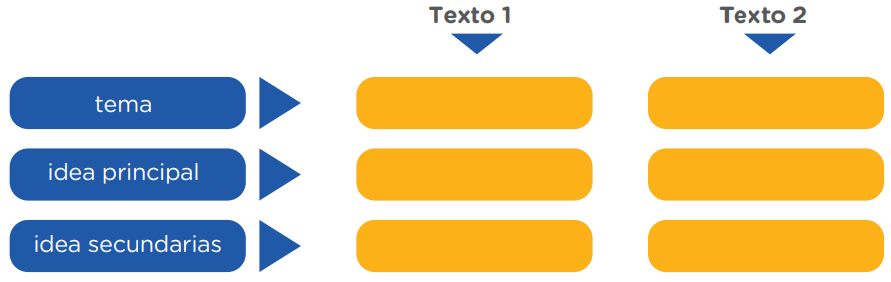 Texto 1 Texto 2
tema
idea principal
idea secundarias